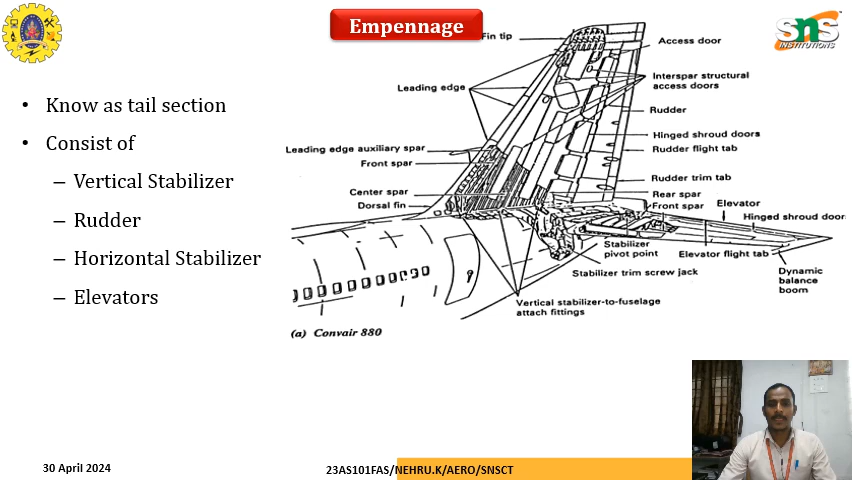 Empennage
SNS
INSTITUTIONS
• Know as tail section
• Consist of
– Vertical Stabilizer
– Rudder
– Horizontal Stabilizer
– Elevators
Fin tip
Access door
Leading edge
Interspar structural
access doors
Rudder
Hinged shroud doors
Leading edge auxiliary spar
Rudder flight tab
Front spar
Rudder trim tab
Center spar
Rear spar
Dorsal fin
Front spar
Elevator
Hinged shroud door
Stabilizer
pivot point
Elevator flight tab
Stabilizer trim screw jack
Dynamic
balance
boom
Vertical stabilizer-to-fuselage
attach fittings
(a) Convair 880
30 April 2024
23AS101FAS/NEHRU.K/AERO/SNSCT